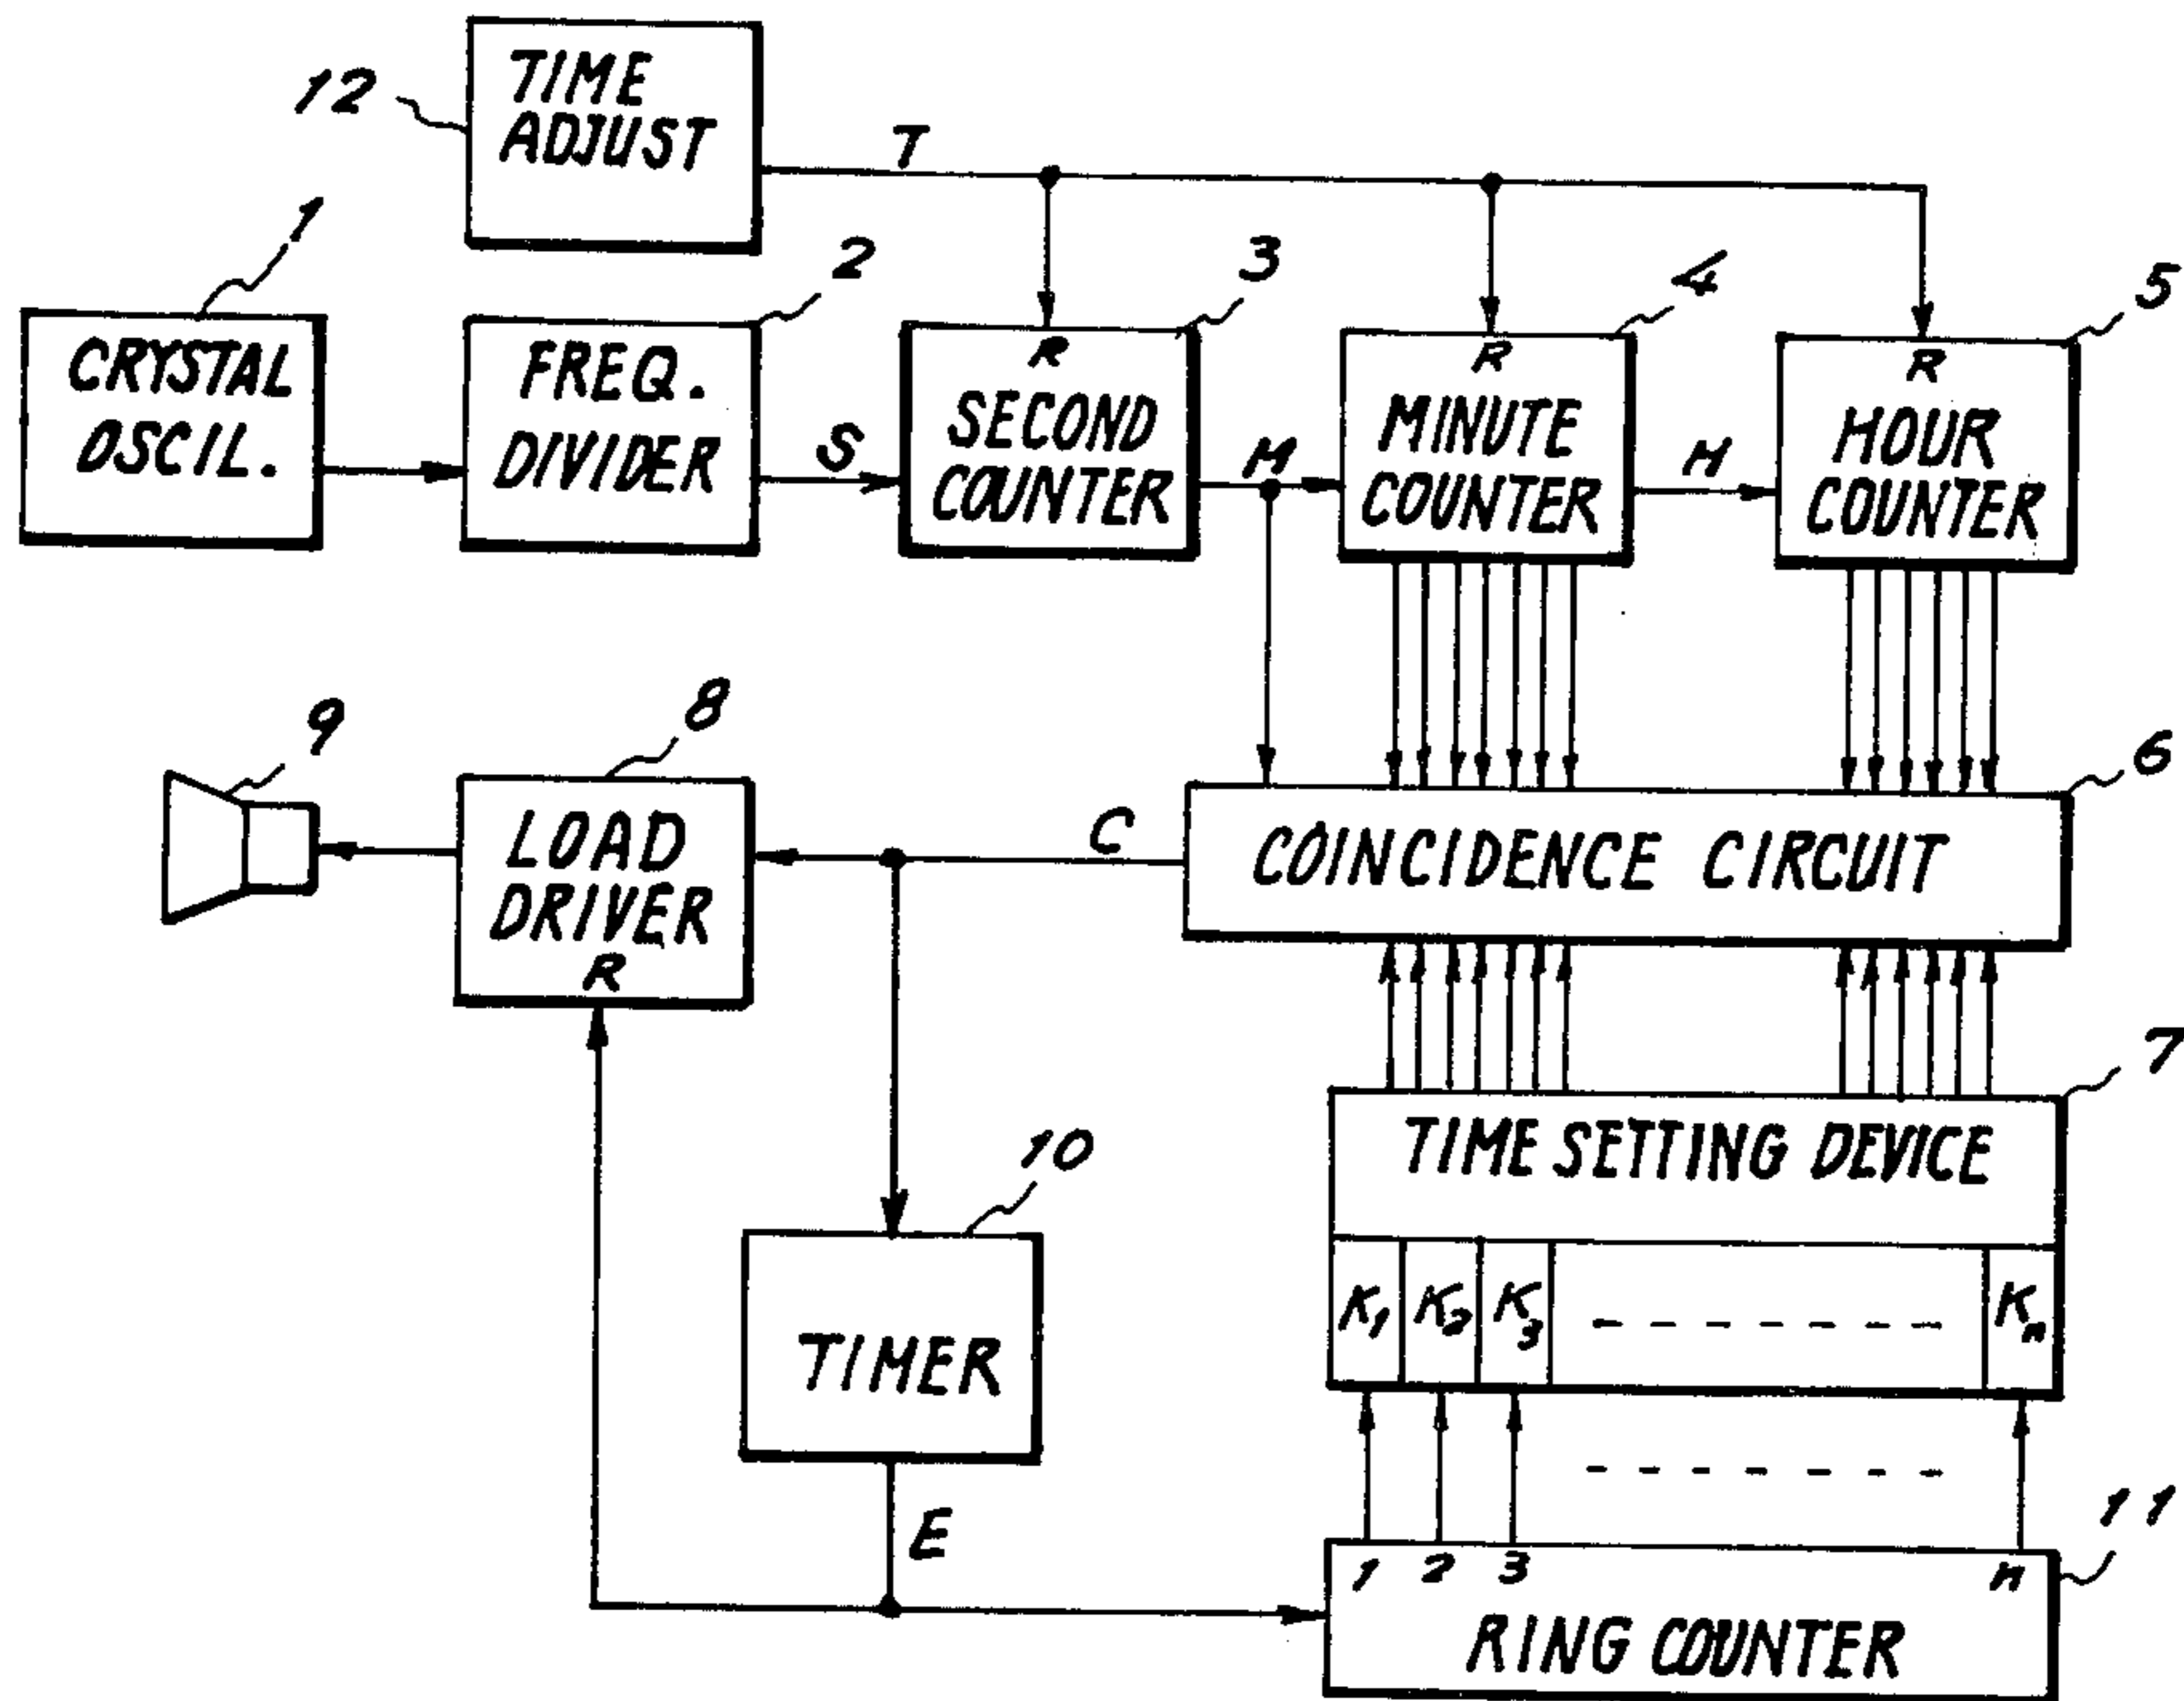 12
TIME
ADJUST
T
1
2
3
4
5
CRYSTAL
OSCIL.
FREQ.
DIVIDER
S
R
SECOND
COUNTER
M
R
MINUTE
COUNTER
H
R
HOUR
COUNTER
9
8
6
LOAD
DRIVER
R
C
COINCIDENCE CIRCUIT
7
10
TIME SETTING DEVICE
TIMER
K1 K2 K3 - - - - - - - Kn
- - - - - - -
E
11
1 2 3 n
RING COUNTER